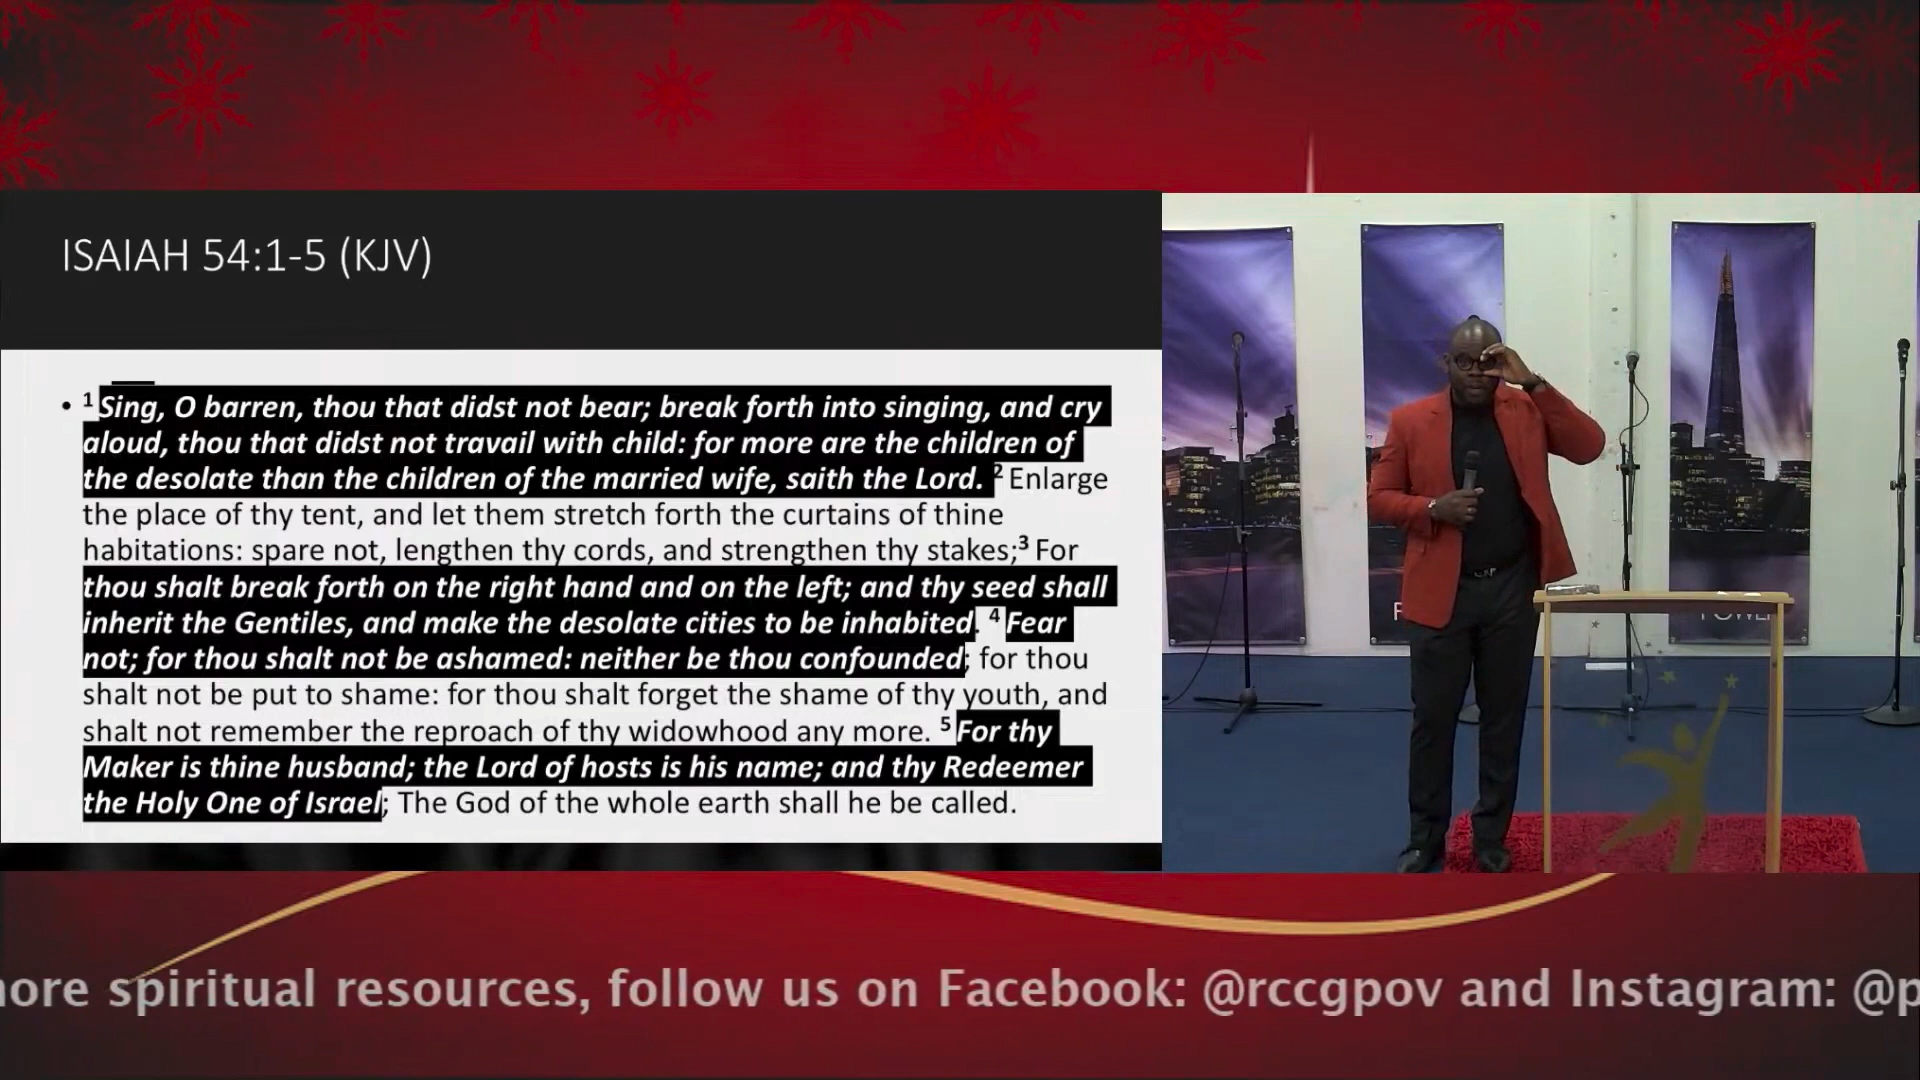 ISAIAH 54:1-5 (KJV)
• 1 Sing, O barren, thou that didst not bear; break forth into singing, and cry
aloud, thou that didst not travail with child: for more are the children of
the desolate than the children of the married wife, saith the Lord. 2 Enlarge
the place of thy tent, and let them stretch forth the curtains of thine
habitations: spare not, lengthen thy cords, and strengthen thy stakes;3 For
thou shalt break forth on the right hand and on the left; and thy seed shall
inherit the Gentiles, and make the desolate cities to be inhabited. 4 Fear
not; for thou shalt not be ashamed: neither be thou confounded; for thou
shalt not be put to shame: for thou shalt forget the shame of thy youth, and
shalt not remember the reproach of thy widowhood any more. 5 For thy
Maker is thine husband; the Lord of hosts is his name; and thy Redeemer
the Holy One of Israel; The God of the whole earth shall he be called.
spiritual resources, follow us on Facebook: @rccgpov and Instagram: